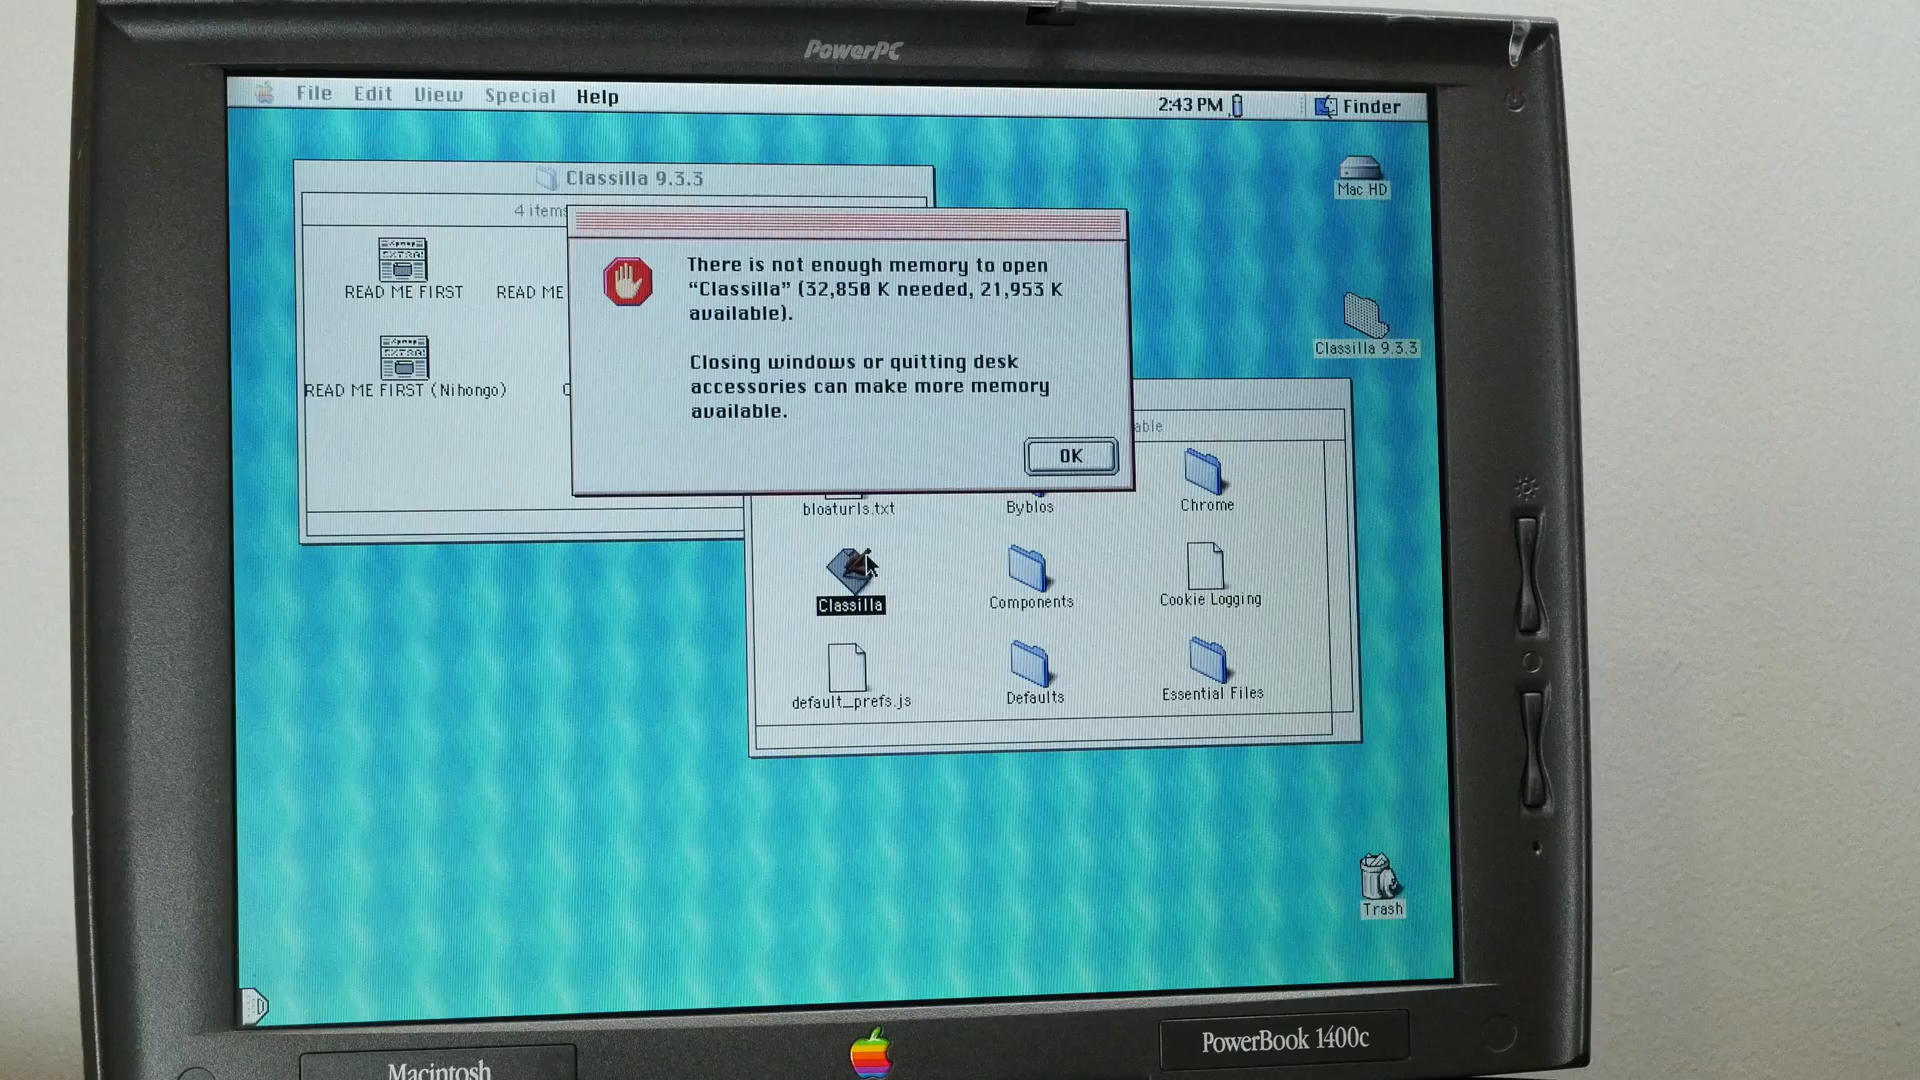 PowerPC
File Edit View Special Help 2:43 PM Finder
Classilla 9.3.3
4 items
READ ME FIRST
READ ME
READ ME FIRST (Nihongo)
There is not enough memory to open
“Classilla” (32,850 K needed, 21,953 K
available).
Closing windows or quitting desk
accessories can make more memory
available.
OK
Mac HD
Classilla 9.3.3
able
bloaturls.txt
Byblos
Chrome
Classilla
Components
Cookie Logging
default_prefs.js
Defaults
Essential Files
Trash
Macintosh
PowerBook 1400c